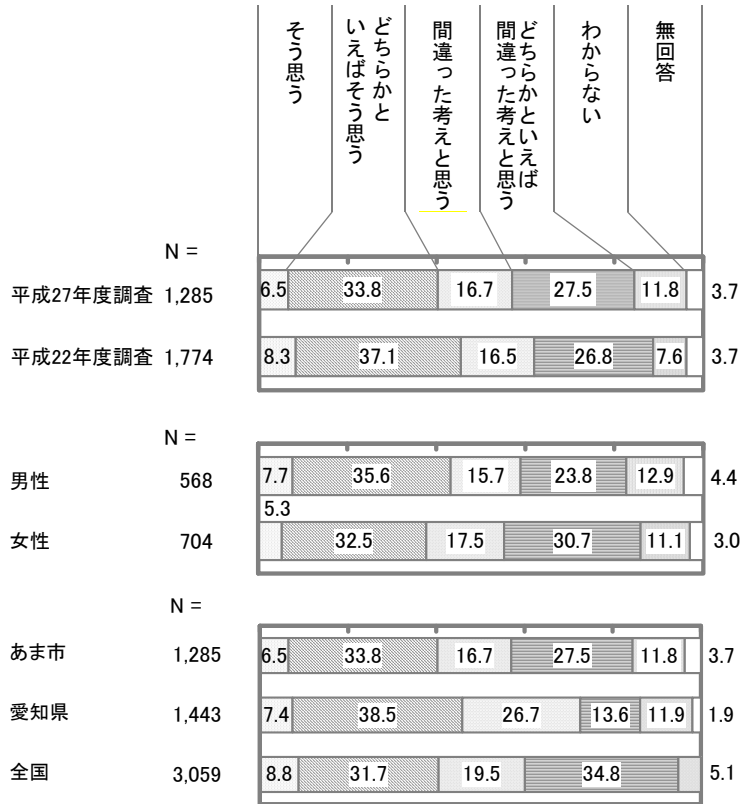 そう思う
どちらかと
いえばそう思う
間違った考えと思う
どちらかといえば
間違った考えと思う
わからない
無回答
N =
平成27年度調査 1,285 6.5 33.8 16.7 27.5 11.8 3.7
平成22年度調査 1,774 8.3 37.1 16.5 26.8 7.6 3.7
N =
男性 568 7.7 35.6 15.7 23.8 12.9 4.4
5.3
女性 704 32.5 17.5 30.7 11.1 3.0
N =
あま市 1,285 6.5 33.8 16.7 27.5 11.8 3.7
愛知県 1,443 7.4 38.5 26.7 13.6 11.9 1.9
全国 3,059 8.8 31.7 19.5 34.8 5.1